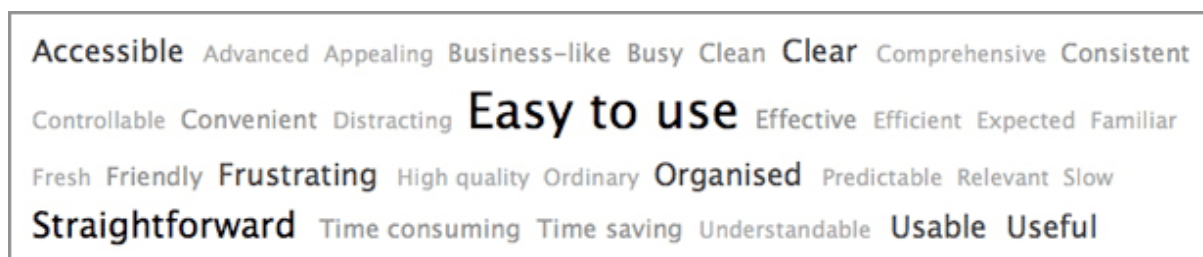 Accessible Advanced Appealing Business-like Busy Clean Clear Comprehensive Consistent
Controllable Convenient Distracting Easy to use Effective Efficient Expected Familiar
Fresh Friendly Frustrating High quality Ordinary Organised Predictable Relevant Slow
Straightforward Time consuming Time saving Understandable Usable Useful